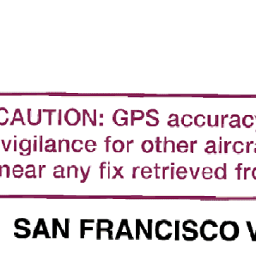 CAUTION: GPS accuracy
vigilance for other aircra
near any fix retrieved fro
SAN FRANCISCO V